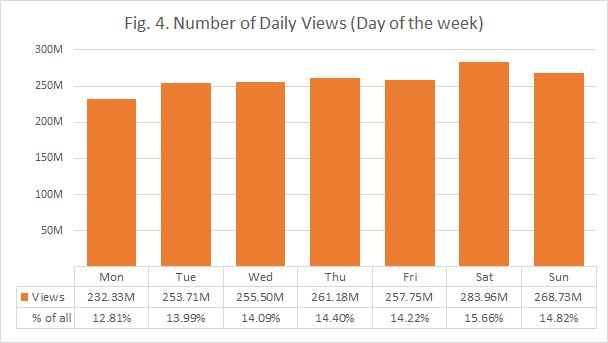 Fig. 4. Number of Daily Views (Day of the week)
300M
250M
200M
150M
100M
50M
Mon Tue Wed Thu Fri Sat Sun
Views 232.33M 253.71M 255.50M 261.18M 257.75M 283.96M 268.73M
% of all 12.81% 13.99% 14.09% 14.40% 14.22% 15.66% 14.82%